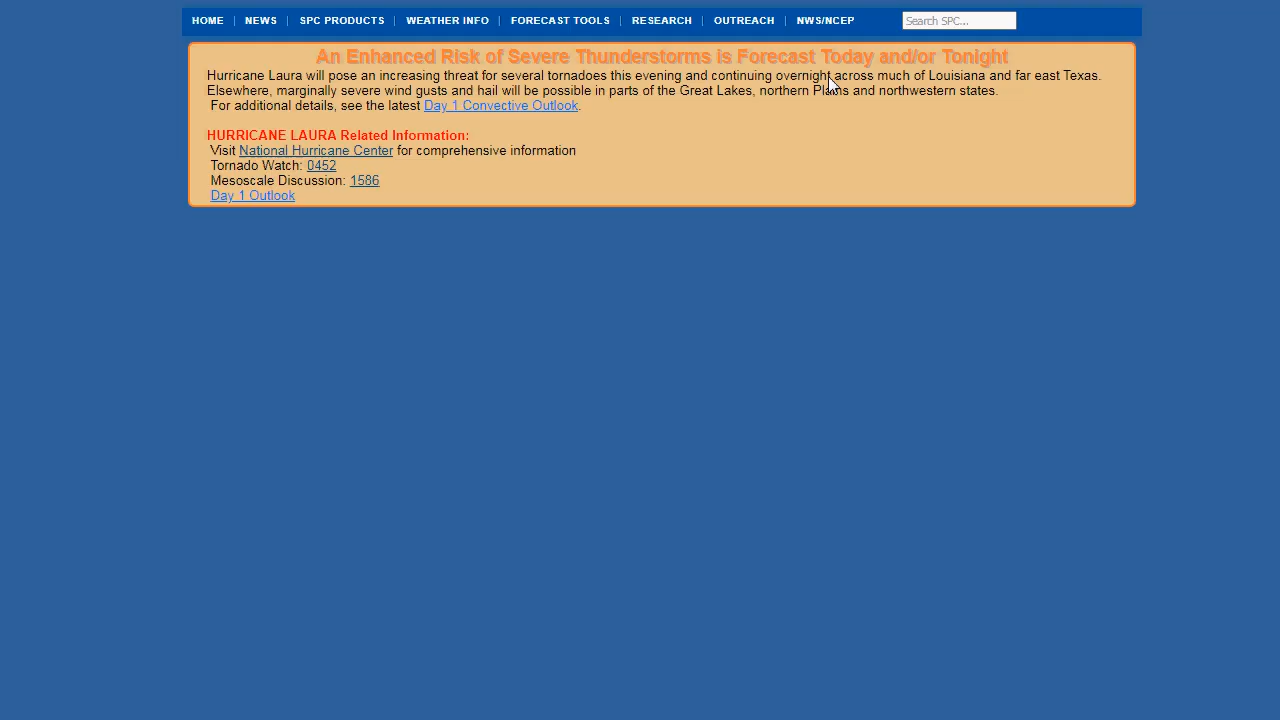 HOME NEWS SPC PRODUCTS WEATHER INFO FORECAST TOOLS RESEARCH OUTREACH NWS/NCEP Search SPC...
An Enhanced Risk of Severe Thunderstorms is Forecast Today and/or Tonight
Hurricane Laura will pose an increasing threat for several tornadoes this evening and continuing overnight across much of Louisiana and far east Texas.
Elsewhere, marginally severe wind gusts and hail will be possible in parts of the Great Lakes, northern Plains and northwestern states.
For additional details, see the latest Day 1 Convective Outlook.
HURRICANE LAURA Related Information:
Visit National Hurricane Center for comprehensive information
Tornado Watch: 0452
Mesoscale Discussion: 1586
Day 1 Outlook